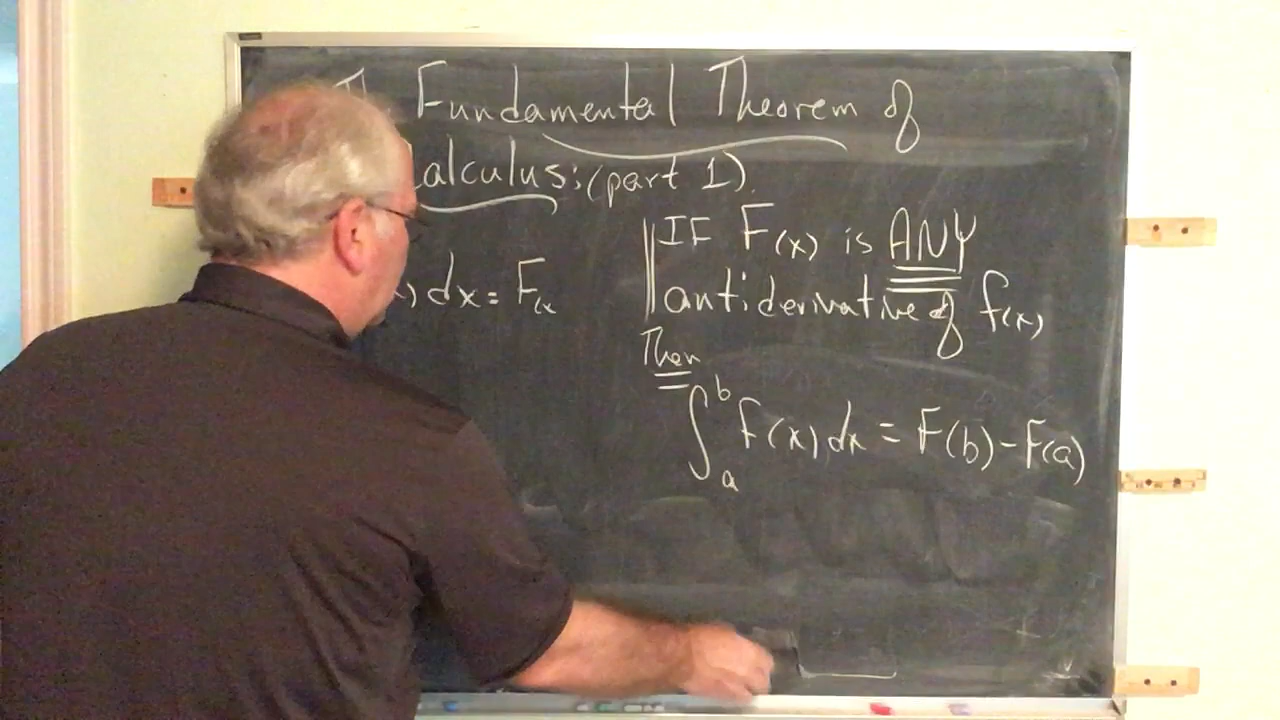 Fundamental Theorem of
alculus: (part 1).
IF F(x) is ANY
) dx = F(x
antiderivative of f(x)
Then
∫ₐᵇ f(x) dx = F(b) - F(a)